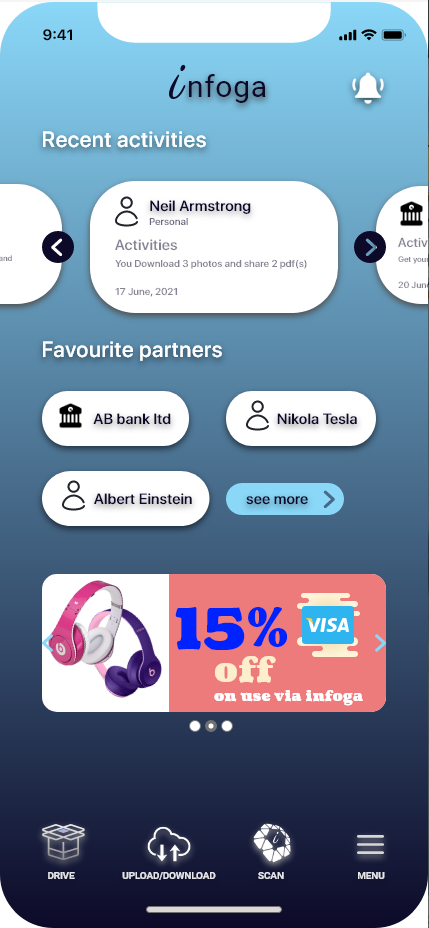 9:41
infoga
Recent activities
and
Neil Armstrong
Personal
Activities
You Download 3 photos and share 2 pdf(s)
17 June, 2021
Activ
Get your
20 Jun
Favourite partners
AB bank ltd
Nikola Tesla
Albert Einstein
see more
15%
VISA
off
on use via infoga
DRIVE
UPLOAD/DOWNLOAD
SCAN
MENU